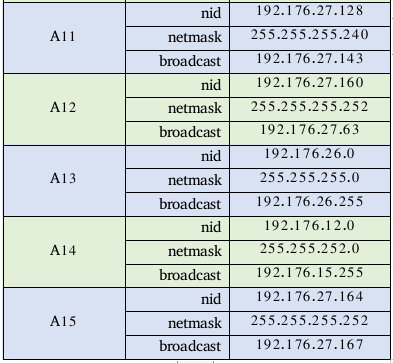 A11
nid 192.176.27.128
netmask 255.255.255.240
broadcast 192.176.27.143
A12
nid 192.176.27.160
netmask 255.255.255.252
broadcast 192.176.27.63
A13
nid 192.176.26.0
netmask 255.255.255.0
broadcast 192.176.26.255
A14
nid 192.176.12.0
netmask 255.255.252.0
broadcast 192.176.15.255
A15
nid 192.176.27.164
netmask 255.255.255.252
broadcast 192.176.27.167